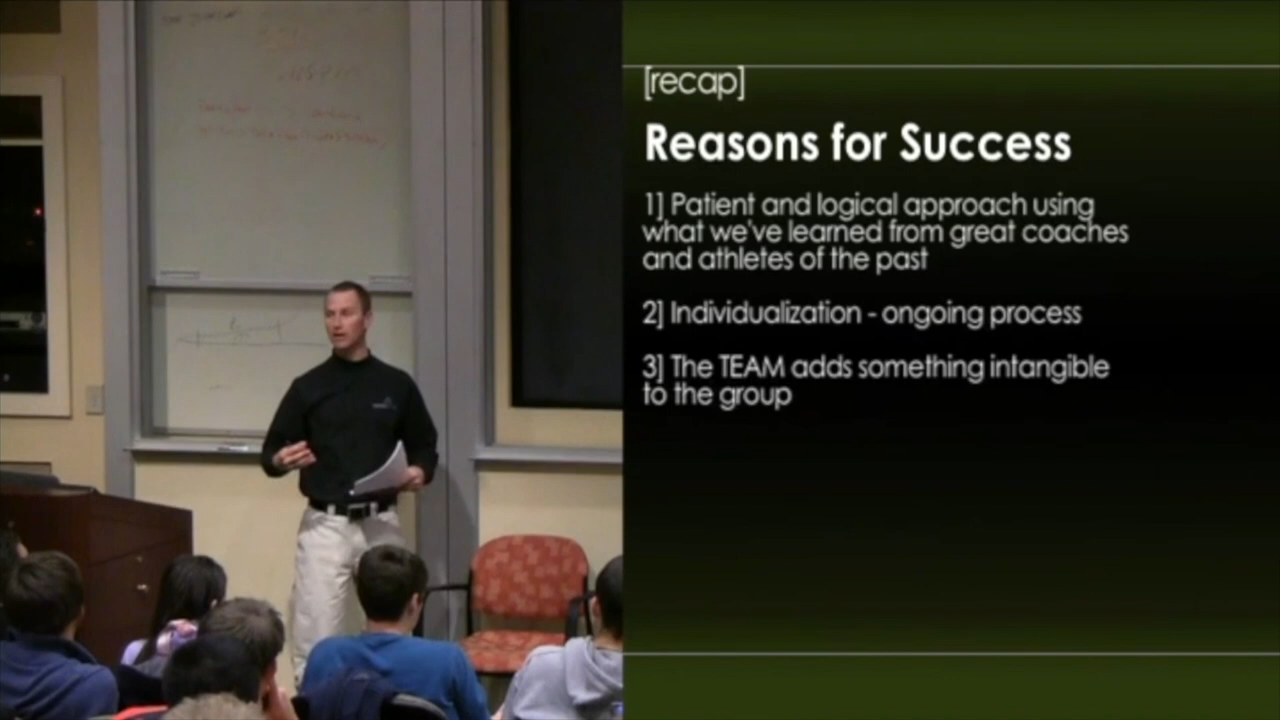 [recap]
Reasons for Success
1] Patient and logical approach using
what we've learned from great coaches
and athletes of the past
2] Individualization - ongoing process
3] The TEAM adds something intangible
to the group